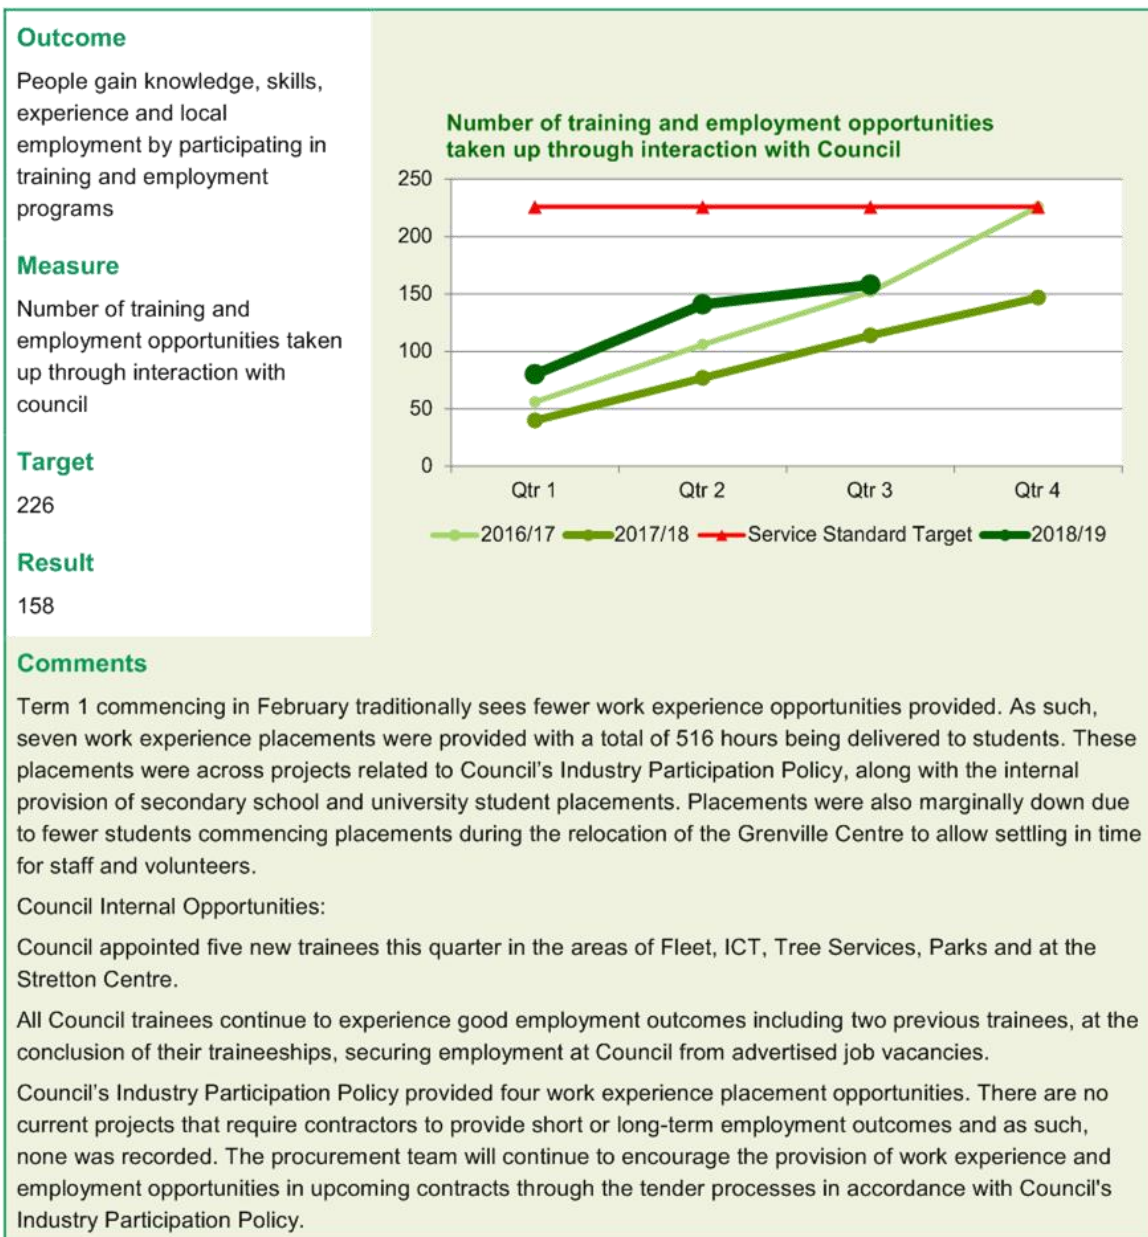 Outcome
People gain knowledge, skills,
experience and local
employment by participating in
training and employment
programs
Measure
Number of training and
employment opportunities taken
up through interaction with
council
Target
226
Result
158
Number of training and employment opportunities
taken up through interaction with Council
250
200
150
100
50
0
Qtr 1 Qtr 2 Qtr 3 Qtr 4
2016/17 2017/18 Service Standard Target 2018/19
Comments
Term 1 commencing in February traditionally sees fewer work experience opportunities provided. As such,
seven work experience placements were provided with a total of 516 hours being delivered to students. These
placements were across projects related to Council's Industry Participation Policy, along with the internal
provision of secondary school and university student placements. Placements were also marginally down due
to fewer students commencing placements during the relocation of the Grenville Centre to allow settling in time
for staff and volunteers.
Council Internal Opportunities:
Council appointed five new trainees this quarter in the areas of Fleet, ICT, Tree Services, Parks and at the
Stretton Centre.
All Council trainees continue to experience good employment outcomes including two previous trainees, at the
conclusion of their traineeships, securing employment at Council from advertised job vacancies.
Council's Industry Participation Policy provided four work experience placement opportunities. There are no
current projects that require contractors to provide short or long-term employment outcomes and as such,
none was recorded. The procurement team will continue to encourage the provision of work experience and
employment opportunities in upcoming contracts through the tender processes in accordance with Council's
Industry Participation Policy.